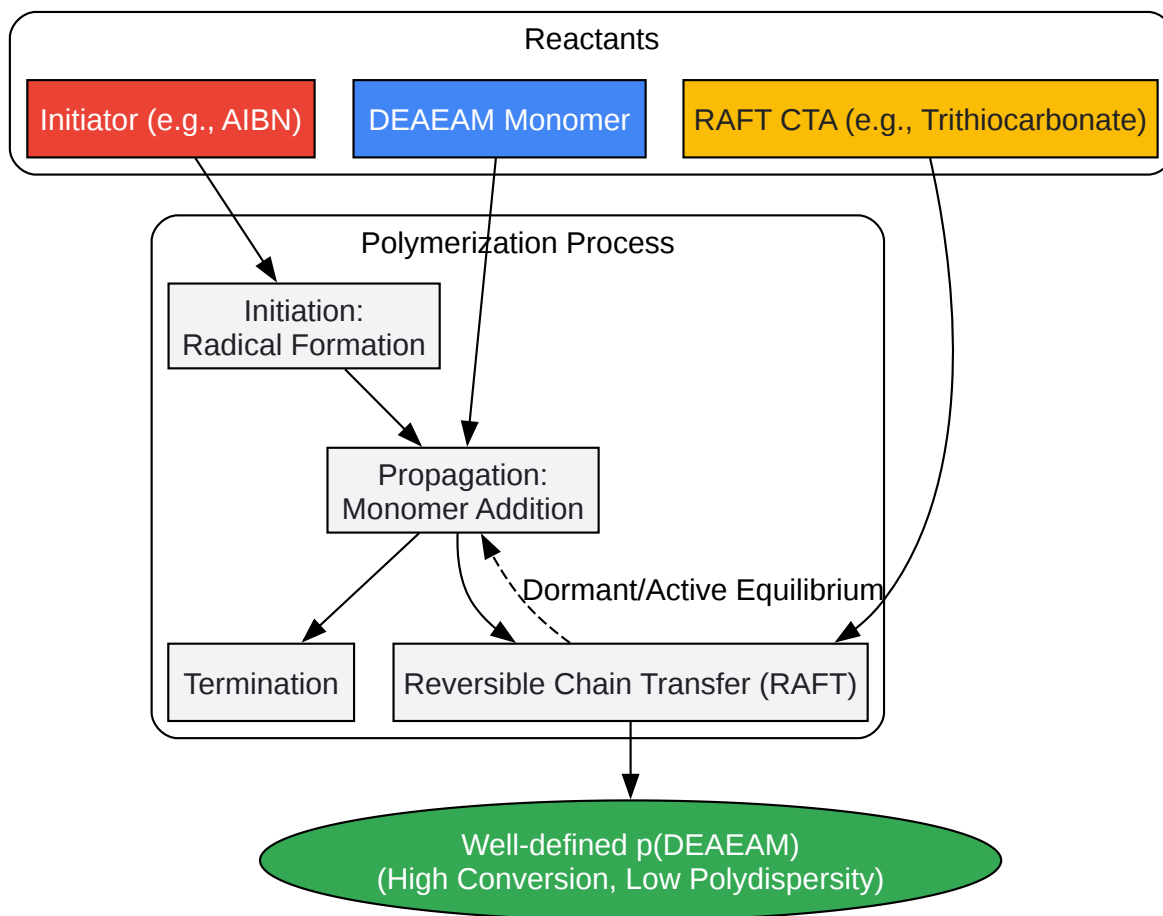 Reactants
Initiator (e.g., AIBN)
DEAEAM Monomer
RAFT CTA (e.g., Trithiocarbonate)
Polymerization Process
Initiation:
Radical Formation
Propagation:
Monomer Addition
Dormant/Active Equilibrium
Termination
Reversible Chain Transfer (RAFT)
Well-defined p(DEAEAM)
(High Conversion, Low Polydispersity)